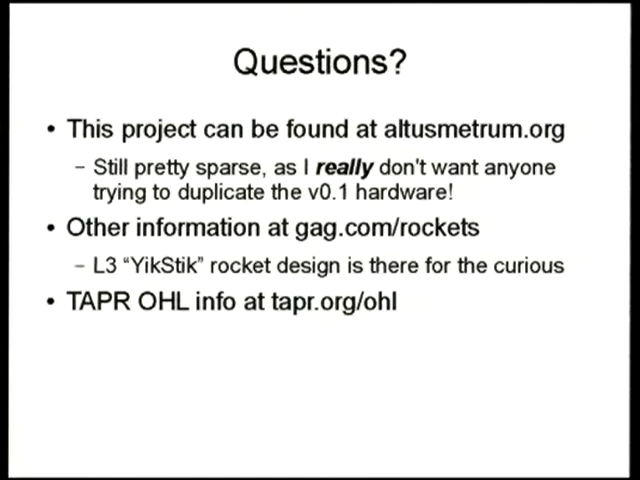 Questions?
• This project can be found at altusmetrum.org
– Still pretty sparse, as I really don't want anyone
trying to duplicate the v0.1 hardware!
• Other information at gag.com/rockets
– L3 “YikStik” rocket design is there for the curious
• TAPR OHL info at tapr.org/ohl